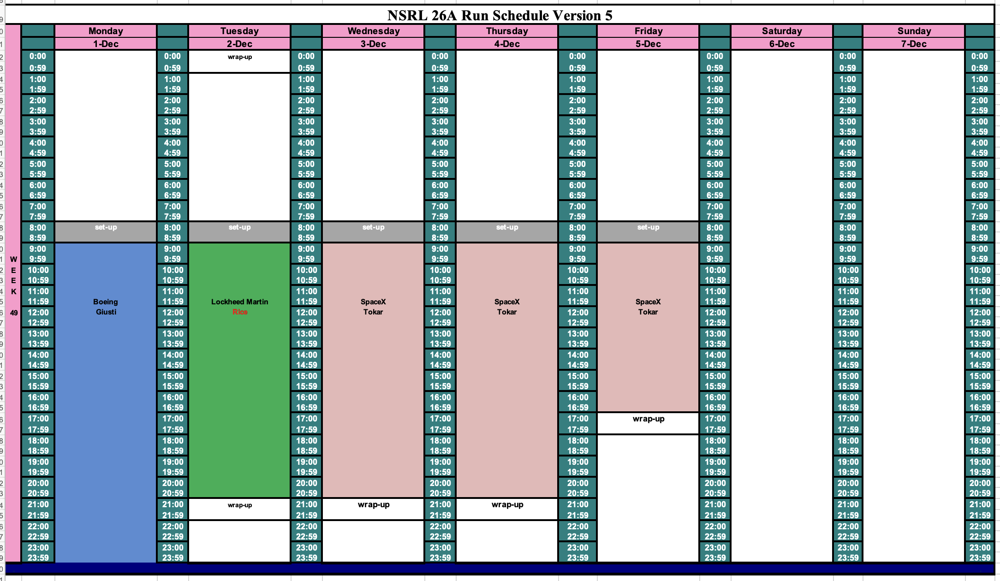 NSRL 26A Run Schedule Version 5
Monday Tuesday Wednesday Thursday Friday Saturday Sunday
1-Dec 2-Dec 3-Dec 4-Dec 5-Dec 6-Dec 7-Dec
0:00 0:00 wrap-up 0:00 0:00 0:00 0:00 0:00 0:00
0:59 0:59 0:59 0:59 0:59 0:59 0:59 0:59
1:00 1:00 1:00 1:00 1:00 1:00 1:00 1:00
1:59 1:59 1:59 1:59 1:59 1:59 1:59 1:59
2:00 2:00 2:00 2:00 2:00 2:00 2:00 2:00
2:59 2:59 2:59 2:59 2:59 2:59 2:59 2:59
3:00 3:00 3:00 3:00 3:00 3:00 3:00 3:00
3:59 3:59 3:59 3:59 3:59 3:59 3:59 3:59
4:00 4:00 4:00 4:00 4:00 4:00 4:00 4:00
4:59 4:59 4:59 4:59 4:59 4:59 4:59 4:59
5:00 5:00 5:00 5:00 5:00 5:00 5:00 5:00
5:59 5:59 5:59 5:59 5:59 5:59 5:59 5:59
6:00 6:00 6:00 6:00 6:00 6:00 6:00 6:00
6:59 6:59 6:59 6:59 6:59 6:59 6:59 6:59
7:00 7:00 7:00 7:00 7:00 7:00 7:00 7:00
7:59 7:59 7:59 7:59 7:59 7:59 7:59 7:59
8:00 set-up 8:00 set-up 8:00 set-up 8:00 set-up 8:00 set-up 8:00 8:00 8:00
8:59 8:59 8:59 8:59 8:59 8:59 8:59 8:59
9:00 9:00 9:00 9:00 9:00 9:00 9:00 9:00
W 9:59 9:59 9:59 9:59 9:59 9:59 9:59 9:59
E 10:00 10:00 10:00 10:00 10:00 10:00 10:00 10:00
E 10:59 10:59 10:59 10:59 10:59 10:59 10:59 10:59
K 11:00 11:00 11:00 11:00 11:00 11:00 11:00 11:00
11:59 Boeing 11:59 Lockheed Martin 11:59 SpaceX 11:59 SpaceX 11:59 SpaceX 11:59 11:59 11:59
49 12:00 Giusti 12:00 Rice 12:00 Tokar 12:00 Tokar 12:00 Tokar 12:00 12:00 12:00
12:59 12:59 12:59 12:59 12:59 12:59 12:59 12:59
13:00 13:00 13:00 13:00 13:00 13:00 13:00 13:00
13:59 13:59 13:59 13:59 13:59 13:59 13:59 13:59
14:00 14:00 14:00 14:00 14:00 14:00 14:00 14:00
14:59 14:59 14:59 14:59 14:59 14:59 14:59 14:59
15:00 15:00 15:00 15:00 15:00 15:00 15:00 15:00
15:59 15:59 15:59 15:59 15:59 15:59 15:59 15:59
16:00 16:00 16:00 16:00 16:00 16:00 16:00 16:00
16:59 16:59 16:59 16:59 16:59 16:59 16:59 16:59
17:00 17:00 17:00 17:00 17:00 wrap-up 17:00 17:00 17:00
17:59 17:59 17:59 17:59 17:59 17:59 17:59 17:59
18:00 18:00 18:00 18:00 18:00 18:00 18:00 18:00
18:59 18:59 18:59 18:59 18:59 18:59 18:59 18:59
19:00 19:00 19:00 19:00 19:00 19:00 19:00 19:00
19:59 19:59 19:59 19:59 19:59 19:59 19:59 19:59
20:00 20:00 20:00 20:00 20:00 20:00 20:00 20:00
20:59 20:59 20:59 20:59 20:59 20:59 20:59 20:59
21:00 21:00 wrap-up 21:00 wrap-up 21:00 wrap-up 21:00 21:00 21:00 21:00
21:59 21:59 21:59 21:59 21:59 21:59 21:59 21:59
22:00 22:00 22:00 22:00 22:00 22:00 22:00 22:00
22:59 22:59 22:59 22:59 22:59 22:59 22:59 22:59
23:00 23:00 23:00 23:00 23:00 23:00 23:00 23:00
23:59 23:59 23:59 23:59 23:59 23:59 23:59 23:59